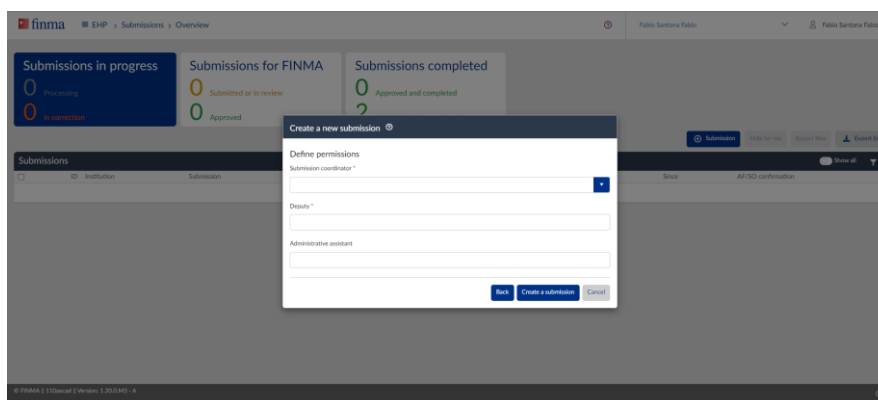 finma EHP > Submissions > Overview Fabio Santona Fabio Fabio Santona Fabio
Submissions in progress
0 Processing
0 In correction
Submissions for FINMA
0 Submitted or in review
0 Approved
Submissions completed
0 Approved and completed
2
Submission Export list
Submissions Show all
ID Institution Submission Since AF/SO confirmation
Create a new submission
Define permissions
Submission coordinator *
Deputy *
Administrative assistant
Back Create a submission Cancel